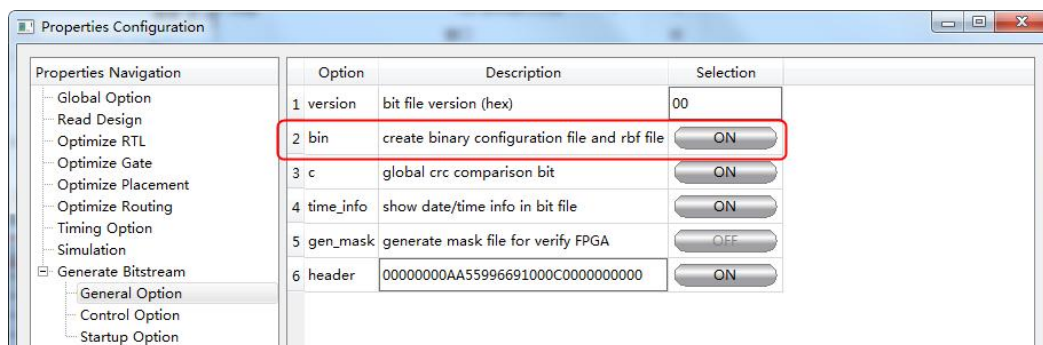 Properties Configuration
Properties Navigation
Global Option
Read Design
Optimize RTL
Optimize Gate
Optimize Placement
Optimize Routing
Timing Option
Simulation
Generate Bitstream
General Option
Control Option
Startup Option
Option Description Selection
1 version bit file version (hex) 00
2 bin create binary configuration file and rbf file ON
3 c global crc comparison bit ON
4 time_info show date/time info in bit file ON
5 gen_mask generate mask file for verify FPGA OFF
6 header 00000000AA55996691000C0000000000 ON